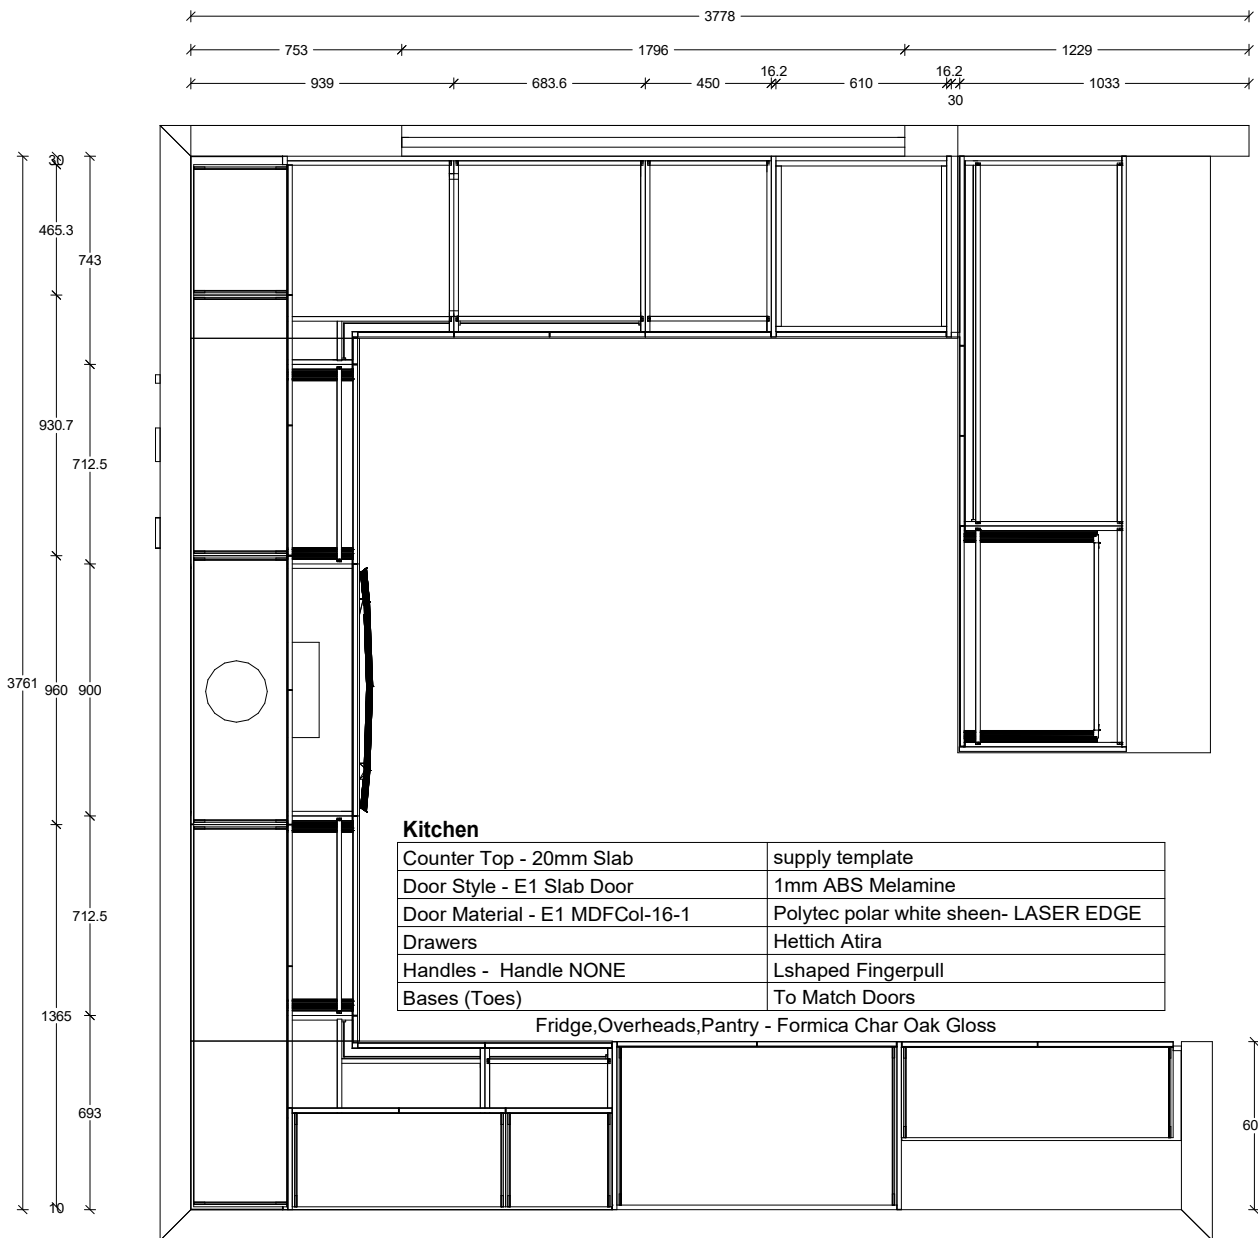 3778
753 1796 1229
939 683.6 450 16.2 610 16.2 30 1033
30
465.3
743
930.7
712.5
3761 960 900
712.5
1365
693
10
60
Kitchen
Counter Top - 20mm Slab supply template
Door Style - E1 Slab Door 1mm ABS Melamine
Door Material - E1 MDFCol-16-1 Polytec polar white sheen- LASER EDGE
Drawers Hettich Atira
Handles - Handle NONE Lshaped Fingerpull
Bases (Toes) To Match Doors
Fridge,Overheads,Pantry - Formica Char Oak Gloss